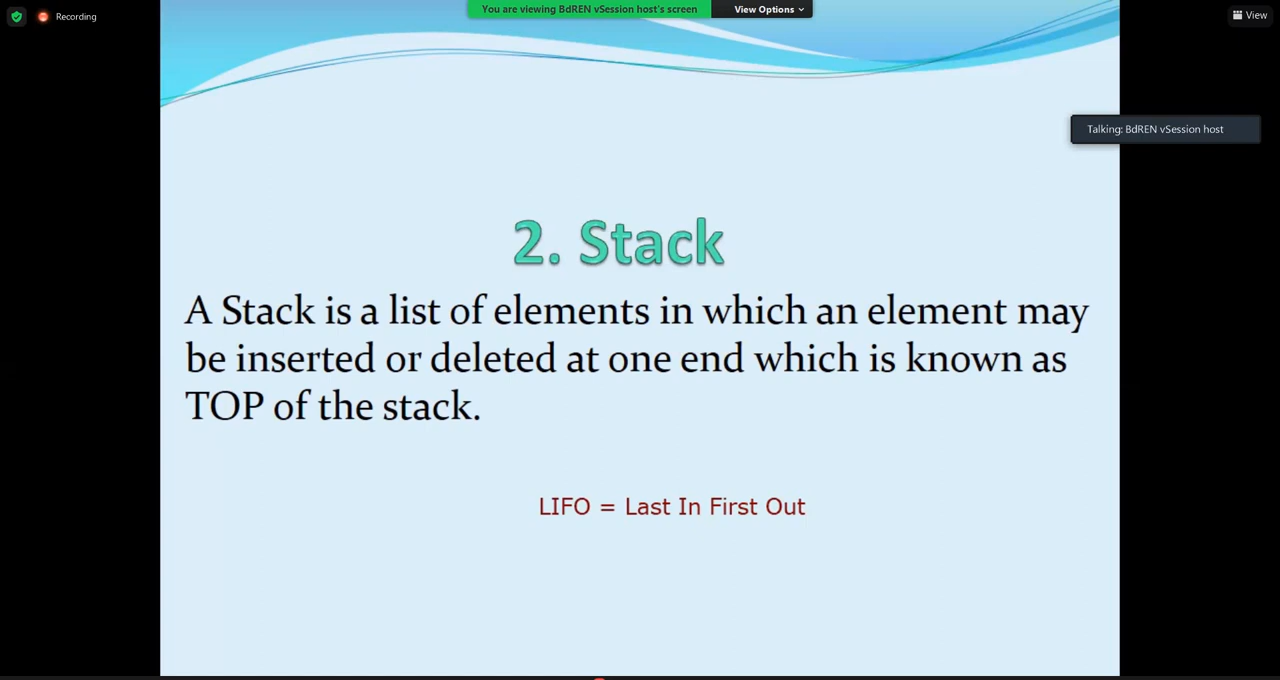 Recording
You are viewing BdREN vSession host's screen
View Options
View
Talking: BdREN vSession host
2. Stack
A Stack is a list of elements in which an element may
be inserted or deleted at one end which is known as
TOP of the stack.
LIFO = Last In First Out